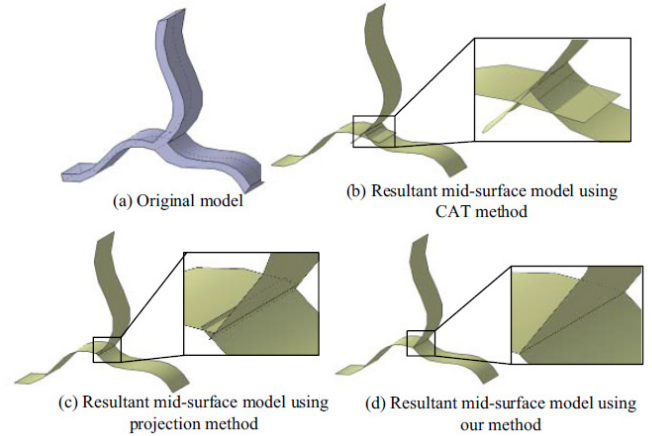 (a) Original model
(b) Resultant mid-surface model using
CAT method
(c) Resultant mid-surface model using
projection method
(d) Resultant mid-surface model using
our method